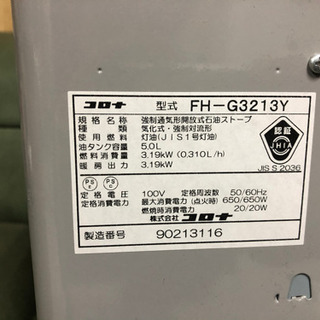 コロナ 型式 FH-G3213Y
規格名 強制通気形開放式石油ストーブ
種類 気化式・強制対流形
使用燃料 灯油(JIS1号灯油)
油タンク容量 5.0L
燃料消費量 3.19kW (0.310L/h)
暖房出力 3.19kW
認証
JHIA
JIS S 2036
PS
C
PS
E
定格電圧 100V 定格周波数 50/60Hz
定格消費電力 最大消費電力(点火時) 650/650W
燃焼時消費電力 20/20W
株式会社 コロナ
製造番号 90213116